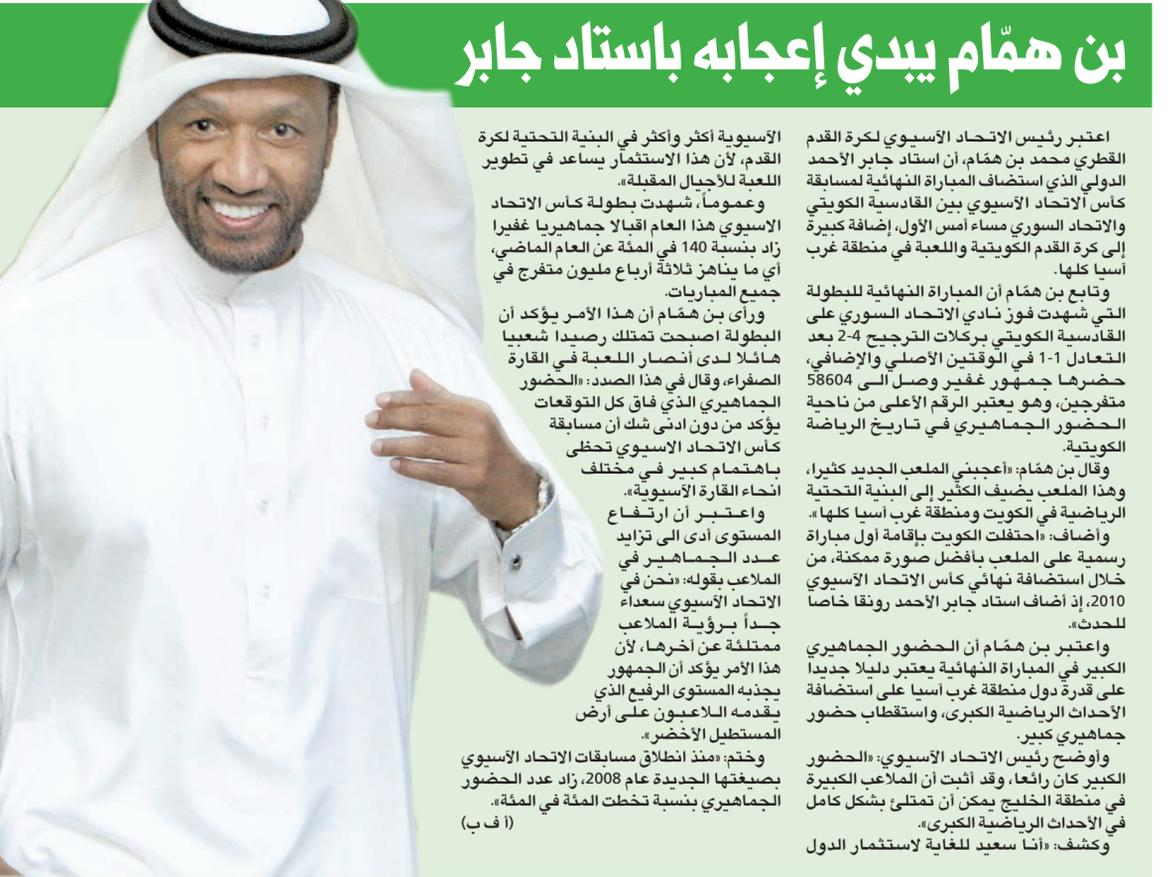 بن همّام يبدي إعجابه باستاد جابر
اعتبر رئيس الاتحاد الآسيوي لكرة القدم
القطري محمد بن همّام، أن استاد جابر الأحمد
الدولي الذي استضاف المباراة النهائية لمسابقة
كأس الاتحاد الآسيوي بين القادسية الكويتي
والاتحاد السوري مساء أمس الأول، إضافة كبيرة
إلى كرة القدم الكويتية واللعبة في منطقة غرب
آسيا كلها.
وتابع بن همّام أن المباراة النهائية للبطولة
التي شهدت فوز نادي الاتحاد السوري على
القادسية الكويتي بركلات الترجيح 4-2 بعد
التعادل 1-1 في الوقتين الأصلي والإضافي،
حضرها جمهور غفير وصل الى 58604
متفرجين، وهو يعتبر الرقم الأعلى من ناحية
الحضور الجماهيري في تاريخ الرياضة
الكويتية.
وقال بن همّام: «أعجبني الملعب الجديد كثيرا،
وهذا الملعب يضيف الكثير إلى البنية التحتية
الرياضية في الكويت ومنطقة غرب آسيا كلها».
وأضاف: «احتفلت الكويت بإقامة أول مباراة
رسمية على الملعب بأفضل صورة ممكنة، من
خلال استضافة نهائي كأس الاتحاد الآسيوي
2010، إذ أضاف استاد جابر الأحمد رونقا خاصا
للحدث».
واعتبر بن همّام أن الحضور الجماهيري
الكبير في المباراة النهائية يعتبر دليلا جديدا
على قدرة دول منطقة غرب آسيا على استضافة
الأحداث الرياضية الكبرى، واستقطاب حضور
جماهيري كبير.
وأوضح رئيس الاتحاد الآسيوي: «الحضور
الكبير كان رائعا، وقد أثبت أن الملاعب الكبيرة
في منطقة الخليج يمكن أن تمتلئ بشكل كامل
في الأحداث الرياضية الكبرى».
وكشف: «أنا سعيد للغاية لاستثمار الدول
الآسيوية أكثر وأكثر في البنية التحتية لكرة
القدم، لأن هذا الاستثمار يساعد في تطوير
اللعبة للأجيال المقبلة».
وعموماً، شهدت بطولة كأس الاتحاد
الاسيوي هذا العام اقبالا جماهيريا غفيرا
زاد بنسبة 140 في المئة عن العام الماضي،
أي ما يناهز ثلاثة أرباع مليون متفرج في
جميع المباريات.
ورأى بن همّام أن هذا الأمر يؤكد أن
البطولة اصبحت تمتلك رصيدا شعبيا
هائلا لدى أنصار اللعبة في القارة
الصفراء، وقال في هذا الصدد: «الحضور
الجماهيري الذي فاق كل التوقعات
يؤكد من دون ادنى شك أن مسابقة
كأس الاتحاد الاسيوي تحظى
باهتمام كبير في مختلف
انحاء القارة الآسيوية».
واعتبر أن ارتفاع
المستوى أدى الى تزايد
عدد الجماهير في
الملاعب بقوله: «نحن في
الاتحاد الآسيوي سعداء
جداً برؤية الملاعب
ممتلئة عن آخرها، لأن
هذا الأمر يؤكد أن الجمهور
يجذبه المستوى الرفيع الذي
يقدمه اللاعبون على أرض
المستطيل الأخضر».
وختم: «منذ انطلاق مسابقات الاتحاد الآسيوي
بصيغتها الجديدة عام 2008، زاد عدد الحضور
الجماهيري بنسبة تخطت المئة في المئة».
(أ ف ب)